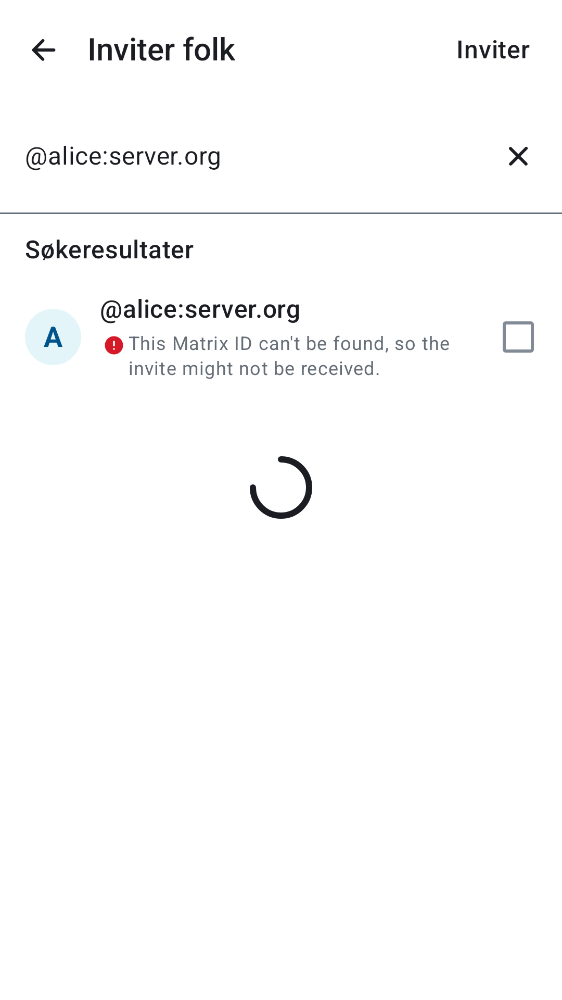 Inviter folk
Inviter
@alice:server.org
Søkeresultater
A
@alice:server.org
This Matrix ID can't be found, so the
invite might not be received.